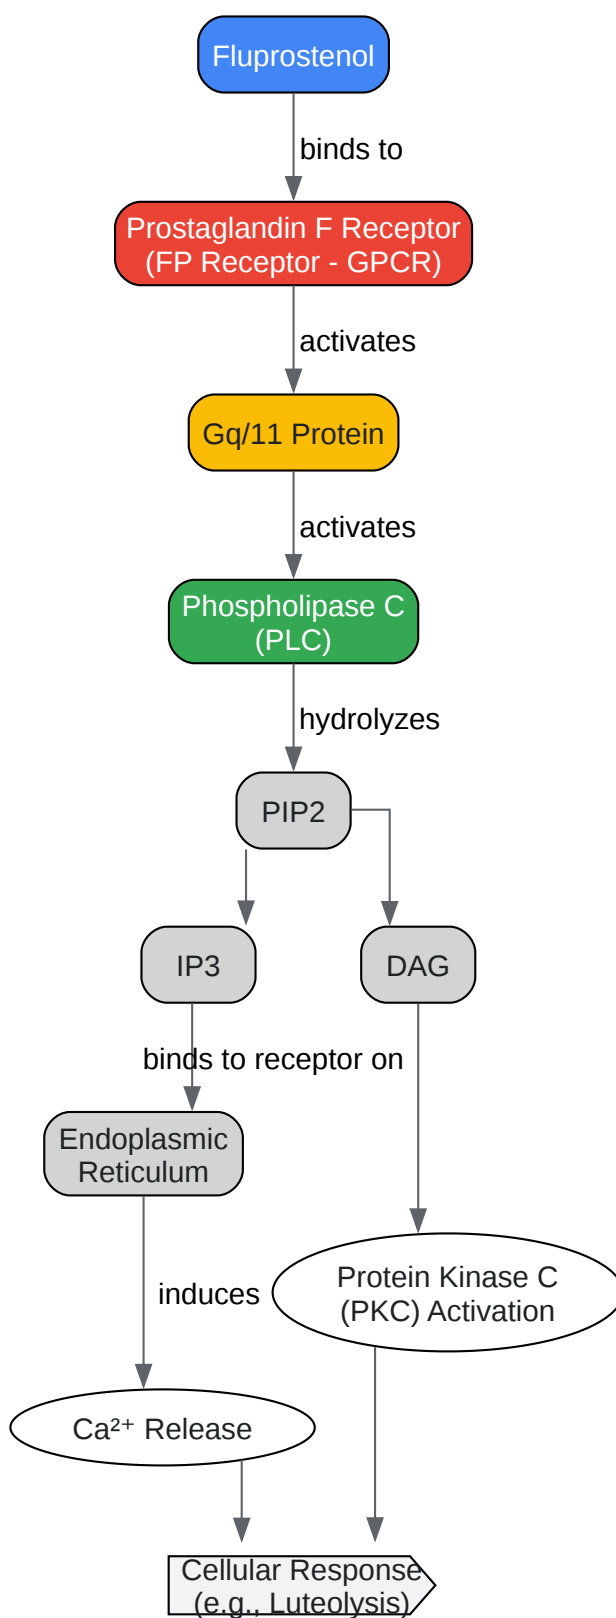 Fluprostenol
binds to
Prostaglandin F Receptor
(FP Receptor - GPCR)
activates
Gq/11 Protein
activates
Phospholipase C
(PLC)
hydrolyzes
PIP2
IP3
DAG
binds to receptor on
Endoplasmic
Reticulum
induces
Protein Kinase C
(PKC) Activation
Ca²⁺ Release
Cellular Response
(e.g., Luteolysis)